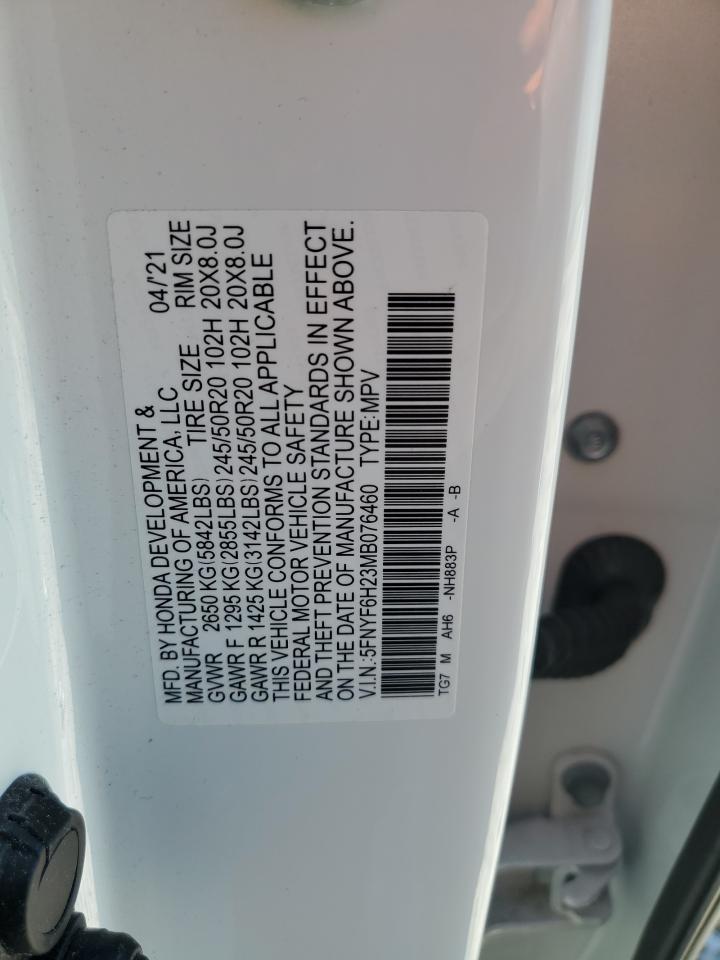 MFD. BY HONDA DEVELOPMENT & 04/'21
MANUFACTURING OF AMERICA, LLC
TIRE SIZE RIM SIZE
GVWR 2650 KG(5842LBS)
GAWR F 1295 KG(2855LBS) 245/50R20 102H 20X8.0J
GAWR R 1425 KG(3142LBS) 245/50R20 102H 20X8.0J
THIS VEHICLE CONFORMS TO ALL APPLICABLE
FEDERAL MOTOR VEHICLE SAFETY
AND THEFT PREVENTION STANDARDS IN EFFECT
ON THE DATE OF MANUFACTURE SHOWN ABOVE.
V.I.N.:5FNYF6H23MB076460 TYPE:MPV
TG7 M AH6 -NH883P -A -B